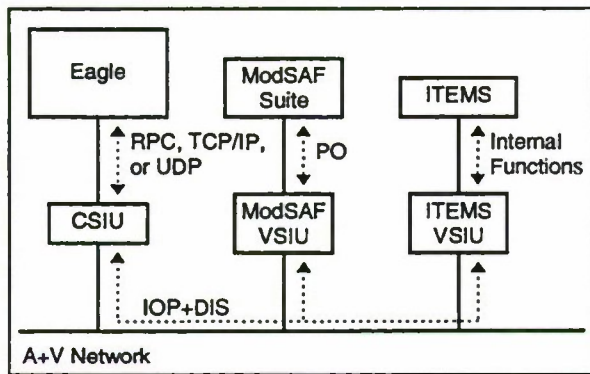 Eagle
ModSAF
Suite
ITEMS
RPC, TCP/IP,
or UDP
PO
Internal
Functions
CSIU
ModSAF
VSIU
ITEMS
VSIU
IOP+DIS
A+V Network